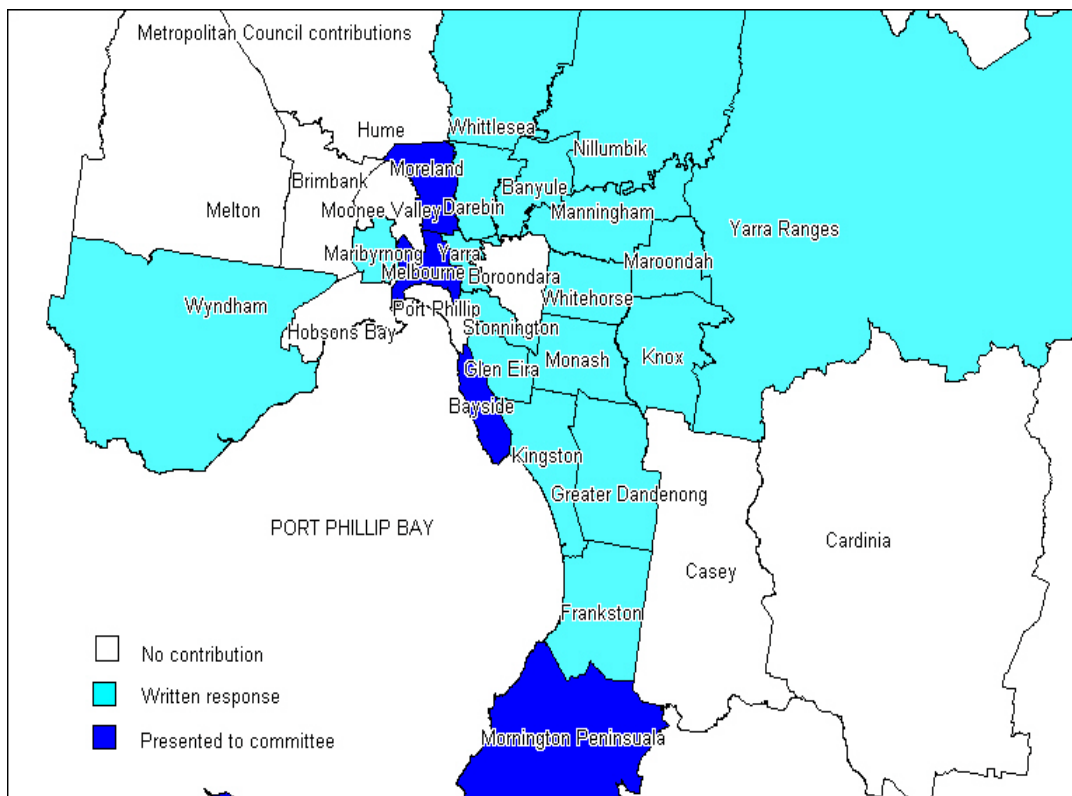 Metropolitan Council contributions
Hume
Whittlesea
Nillumbik
Moreland
Brimbank
Banyule
Melton
Moonee Valley
Darebin
Manningham
Yarra Ranges
Maribyrnong
Yarra
Maroondah
Melbourne
Boroondara
Wyndham
Port Phillip
Whitehorse
Hobsons Bay
Stonnington
Glen Eira
Monash
Knox
Bayside
Kingston
Greater Dandenong
PORT PHILLIP BAY
Cardinia
Casey
Frankston
No contribution
Written response
Presented to committee
Mornington Peninsuala